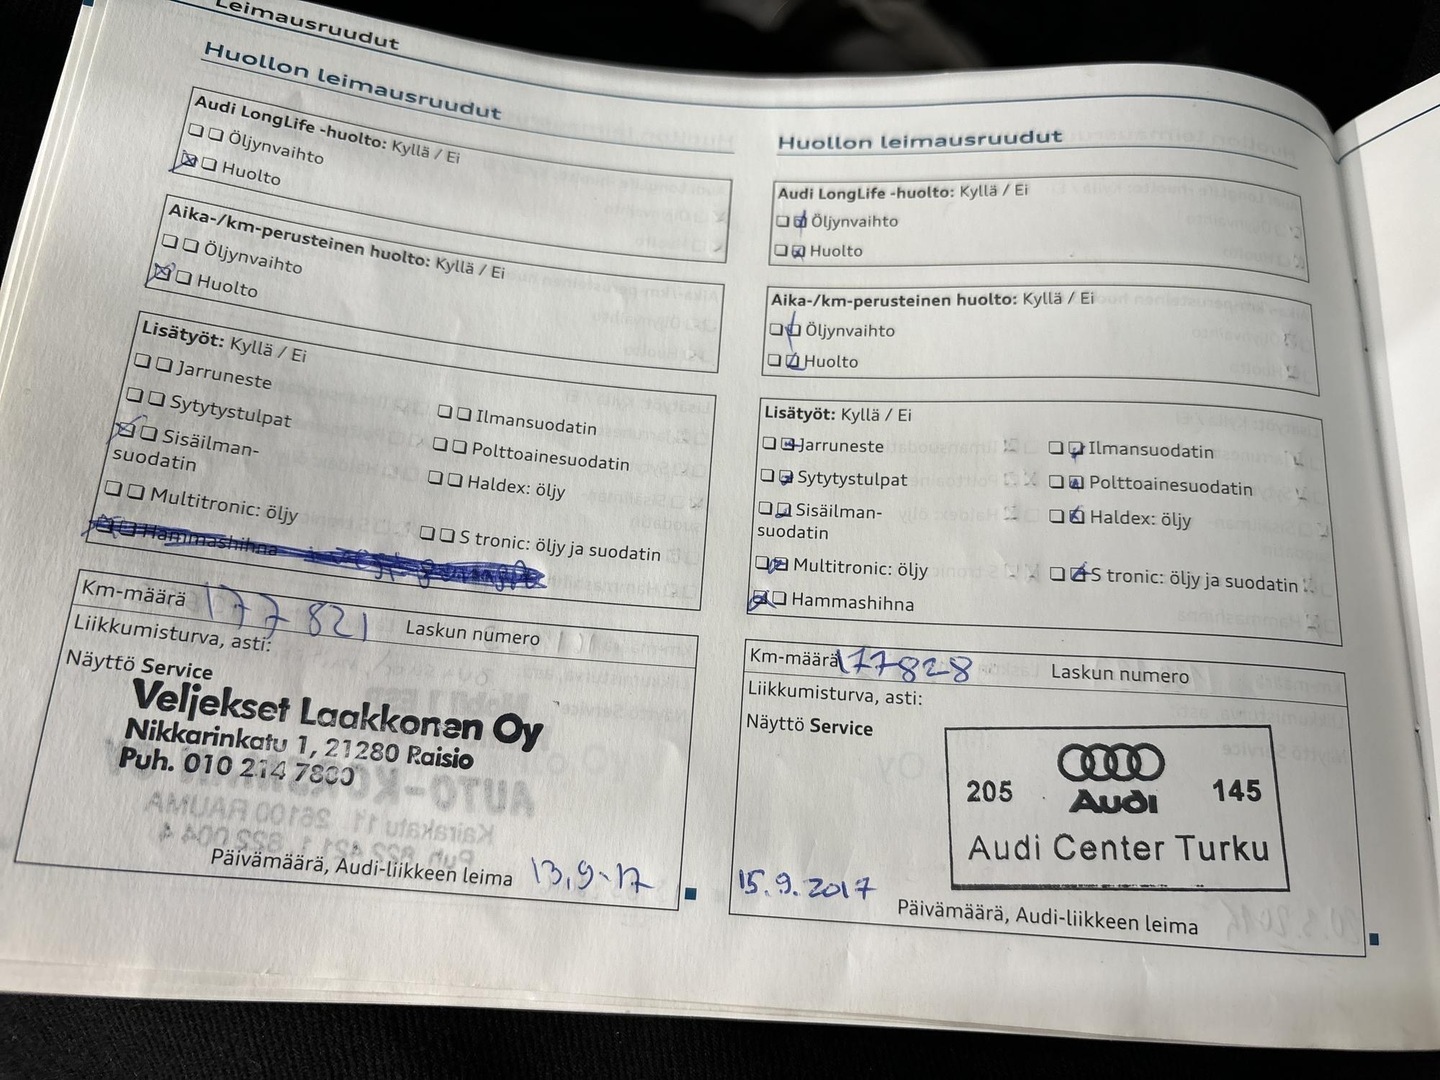 Leimausruudut
Huollon leimausruudut
Audi LongLife -huolto: Kyllä / Ei
Öljynvaihto
Huolto
Aika-/km-perusteinen huolto: Kyllä / Ei
Öljynvaihto
Huolto
Lisätyöt: Kyllä / Ei
Jarruneste
Sytytystulpat
Sisäilman-
suodatin
Multitronic: öljy
Hammashihna
Ilmansuodatin
Polttoainesuodatin
Haldex: öljy
S tronic: öljy ja suodatin
Km-määrä 177821 Laskun numero
Liikkumisturva, asti:
Näyttö Service
Veljekset Laakkonen Oy
Nikkarinkatu 1, 21280 Raisio
Puh. 010 214 7800
Päivämäärä, Audi-liikkeen leima 13.9-17
Huollon leimausruudut
Audi LongLife -huolto: Kyllä / Ei
Öljynvaihto
Huolto
Aika-/km-perusteinen huolto: Kyllä / Ei
Öljynvaihto
Huolto
Lisätyöt: Kyllä / Ei
Jarruneste
Sytytystulpat
Sisäilman-
suodatin
Multitronic: öljy
Hammashihna
Ilmansuodatin
Polttoainesuodatin
Haldex: öljy
S tronic: öljy ja suodatin
Km-määrä 177828 Laskun numero
Liikkumisturva, asti:
Näyttö Service
205 Audi 145
Audi Center Turku
15.9.2017
Päivämäärä, Audi-liikkeen leima